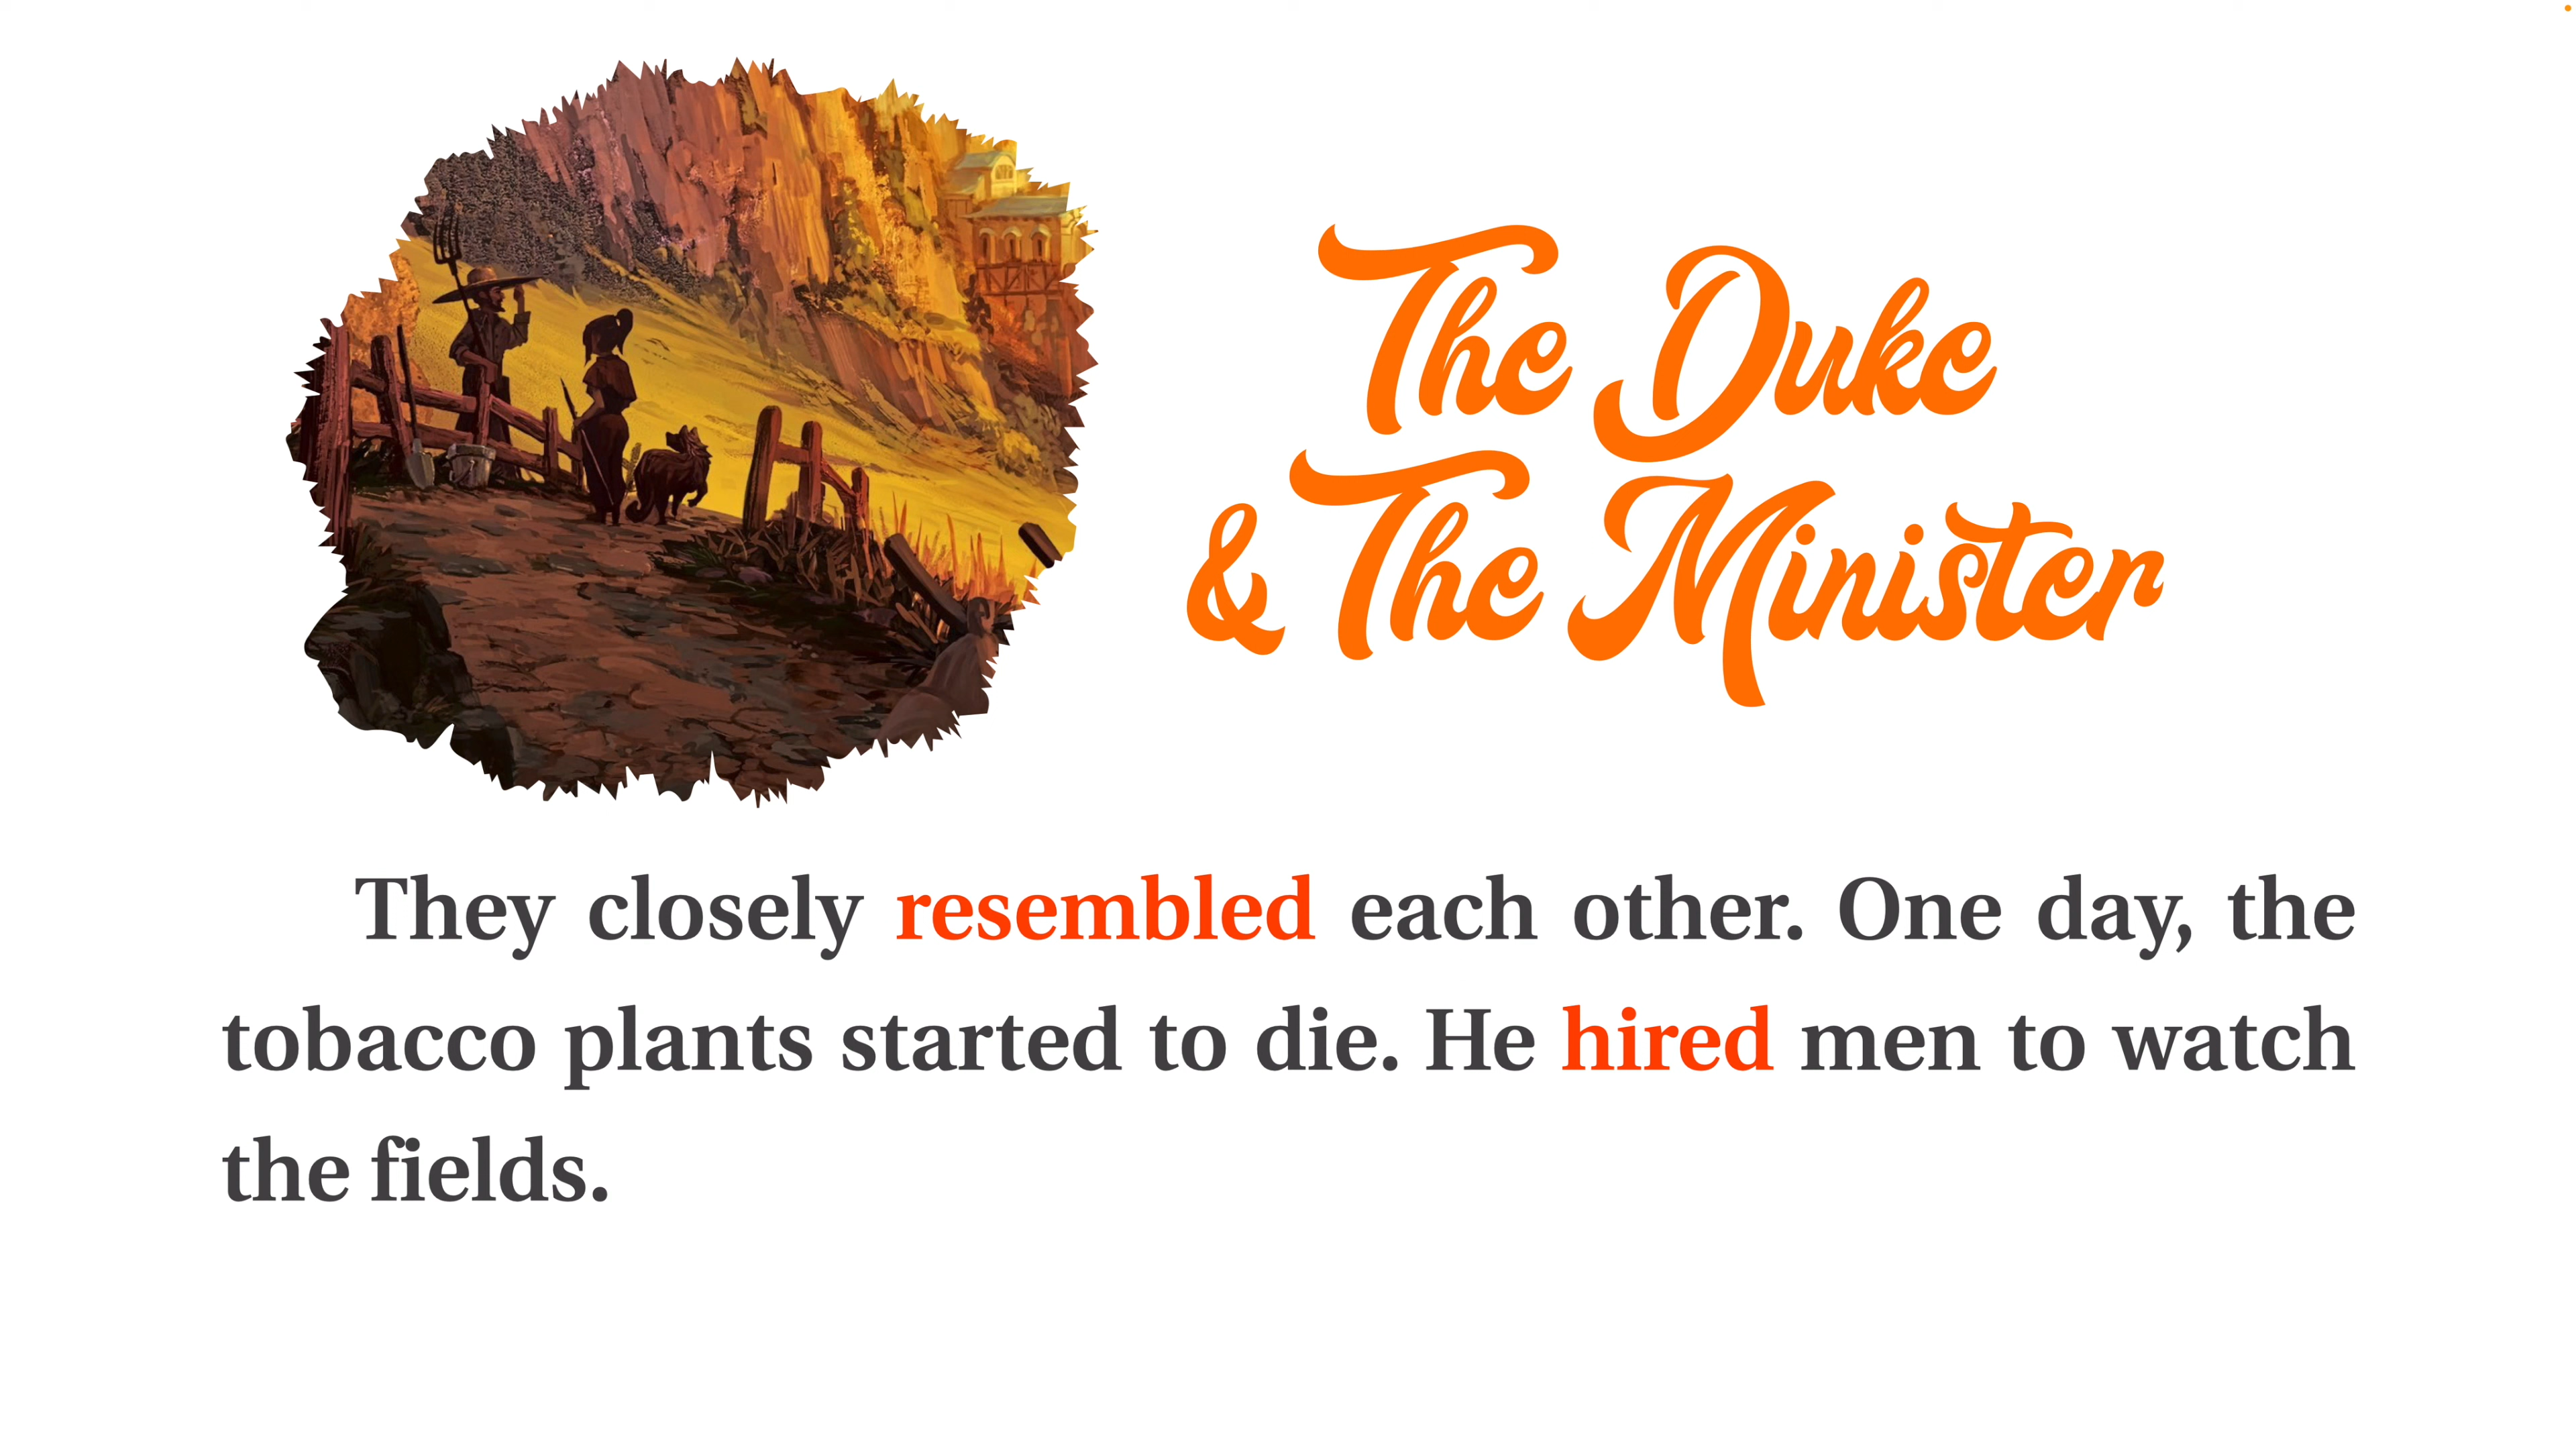 The Duke
& The Minister
They closely resembled each other. One day, the
tobacco plants started to die. He hired men to watch
the fields.